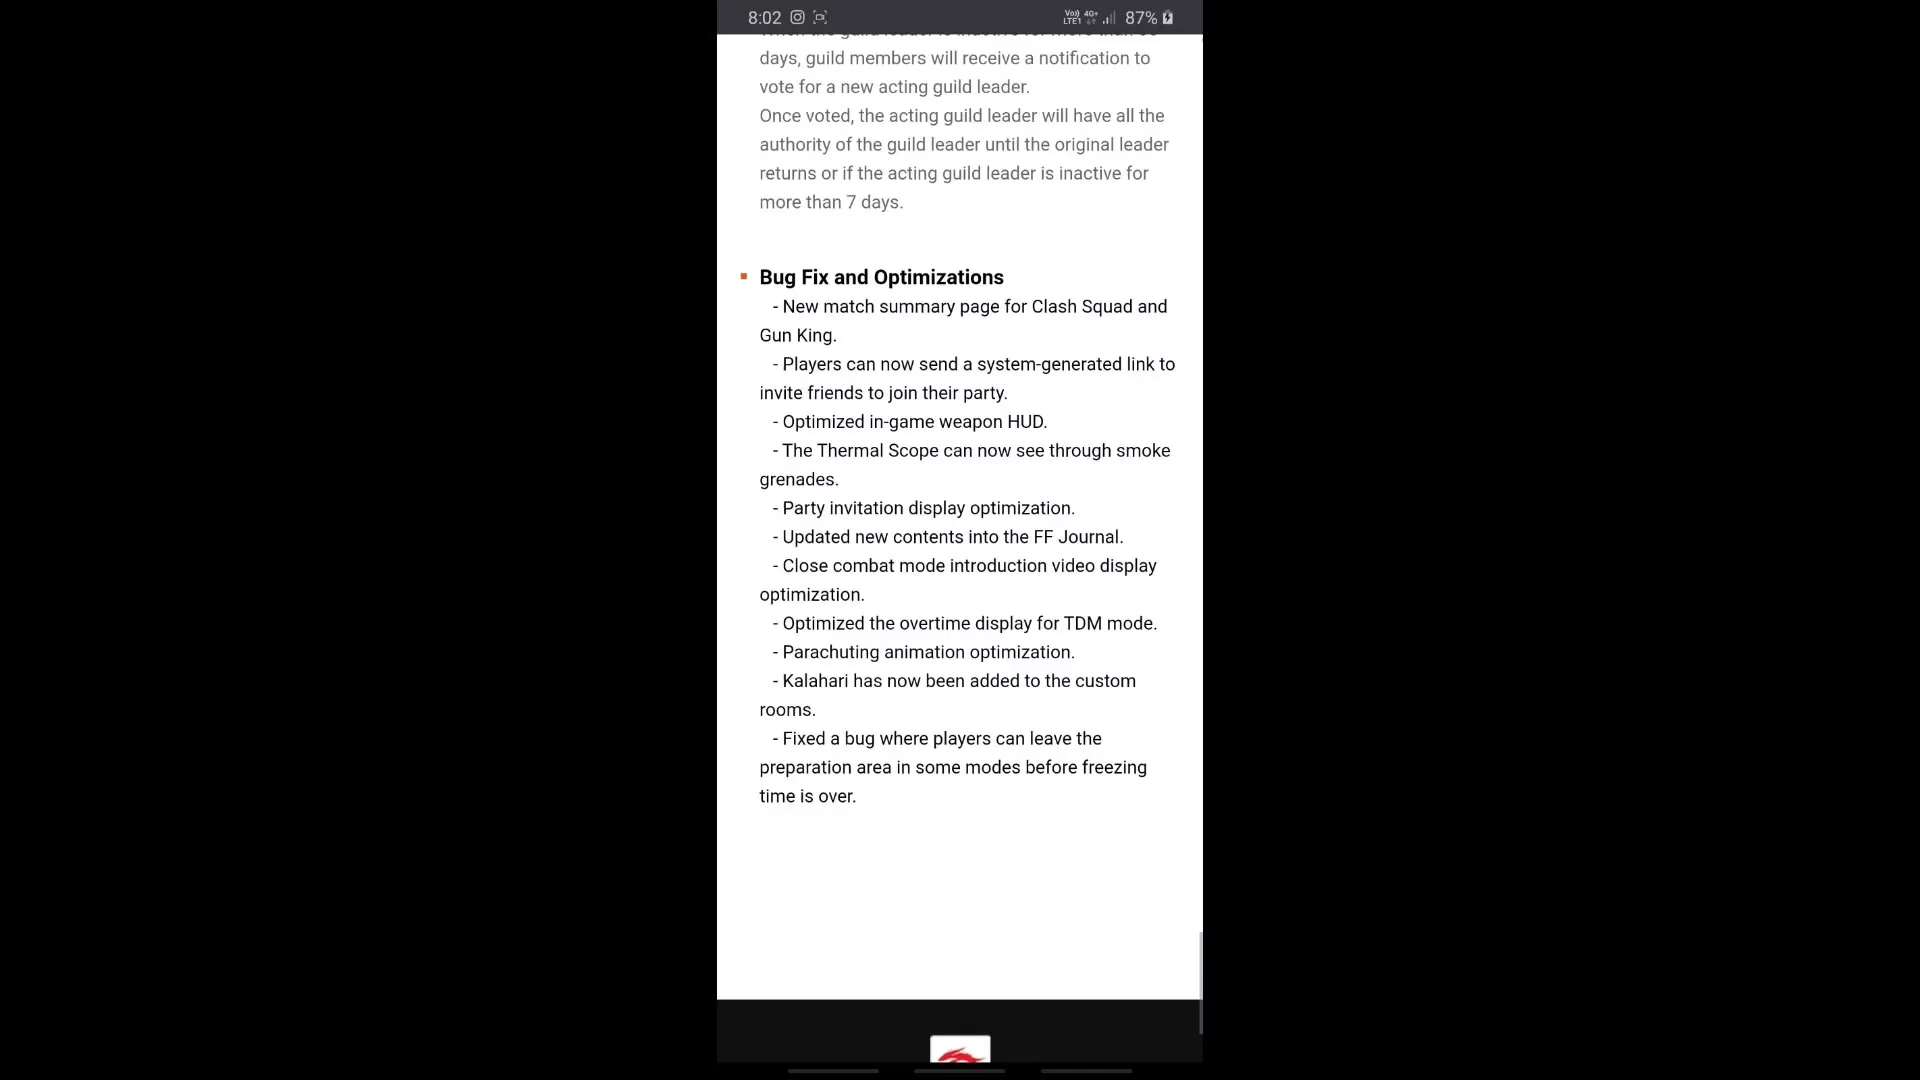 8:02
Vo)) 4G+
LTE1
87%
days, guild members will receive a notification to
vote for a new acting guild leader.
Once voted, the acting guild leader will have all the
authority of the guild leader until the original leader
returns or if the acting guild leader is inactive for
more than 7 days.
Bug Fix and Optimizations
- New match summary page for Clash Squad and
Gun King.
- Players can now send a system-generated link to
invite friends to join their party.
- Optimized in-game weapon HUD.
- The Thermal Scope can now see through smoke
grenades.
- Party invitation display optimization.
- Updated new contents into the FF Journal.
- Close combat mode introduction video display
optimization.
- Optimized the overtime display for TDM mode.
- Parachuting animation optimization.
- Kalahari has now been added to the custom
rooms.
- Fixed a bug where players can leave the
preparation area in some modes before freezing
time is over.